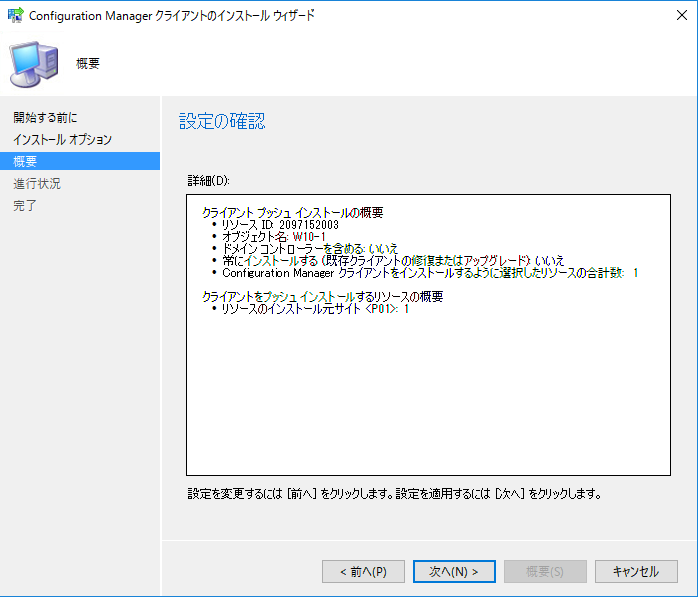 Configuration Manager クライアントのインストール ウィザード
概要
開始する前に
インストール オプション
概要
進行状況
完了
設定の確認
詳細(D):
クライアント プッシュ インストールの概要
• リソース ID: 2097152003
• オブジェクト名: W10-1
• ドメイン コントローラーを含める: いいえ
• 常にインストールする (既存クライアントの修復またはアップグレード): いいえ
• Configuration Manager クライアントをインストールするように選択したリソースの合計数: 1
クライアントをプッシュ インストールするリソースの概要
• リソースのインストール元サイト <P01>: 1
設定を変更するには [前へ] をクリックします。設定を適用するには [次へ] をクリックします。
< 前へ(P)
次へ(N) >
概要(S)
キャンセル